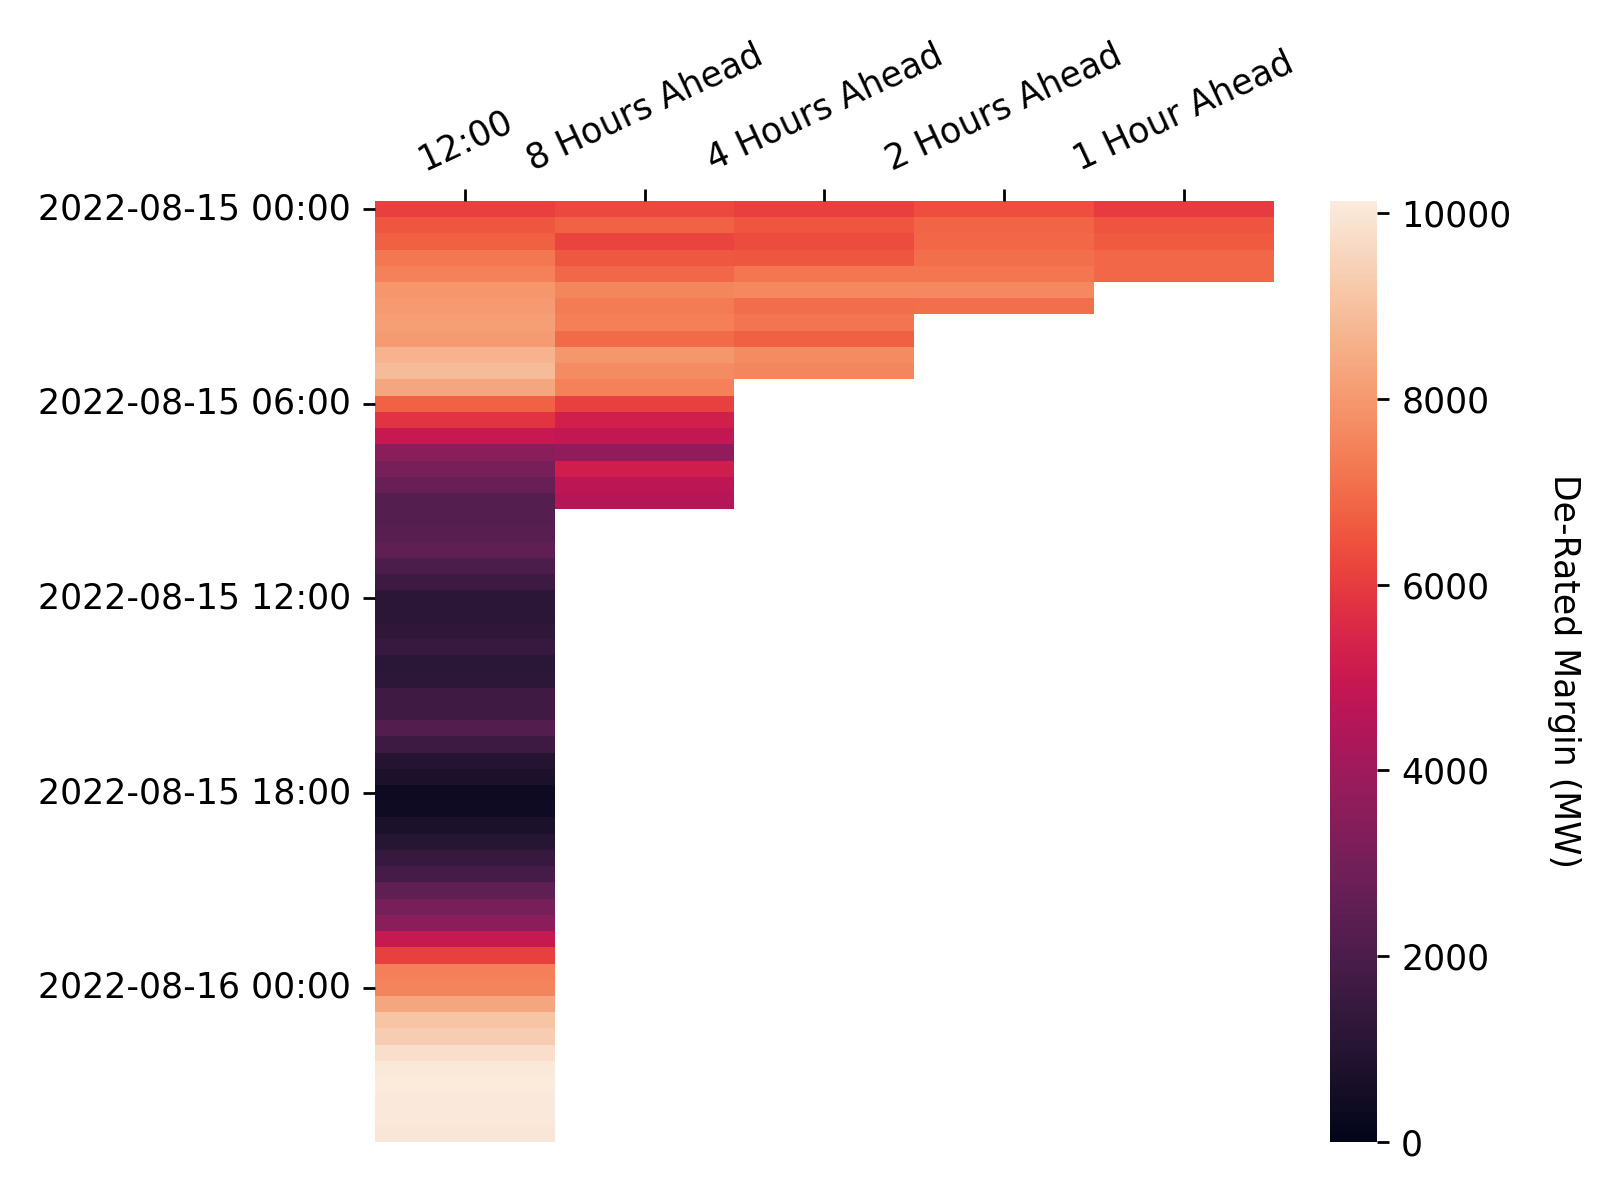 12:00
8 Hours Ahead
4 Hours Ahead
2 Hours Ahead
1 Hour Ahead
2022-08-15 00:00
2022-08-15 06:00
2022-08-15 12:00
2022-08-15 18:00
2022-08-16 00:00
10000
8000
6000
4000
2000
0
De-Rated Margin (MW)